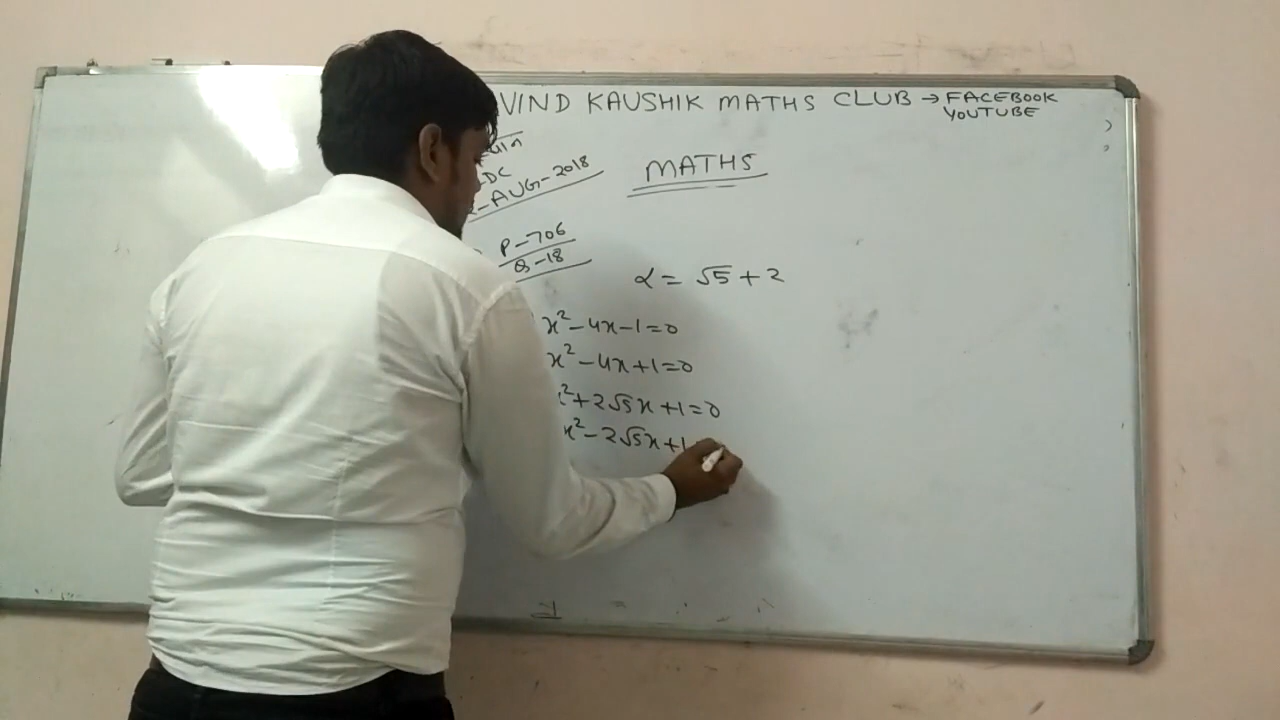 VIND KAUSHIK MATHS CLUB → FACEBOOK
YOUTUBE
MATHS
DC
-AUG-2018
P-706
Q-18
α = √5 + 2
x² - 4x - 1 = 0
x² - 4x + 1 = 0
x² + 2√5x + 1 = 0
x² - 2√5x + 1